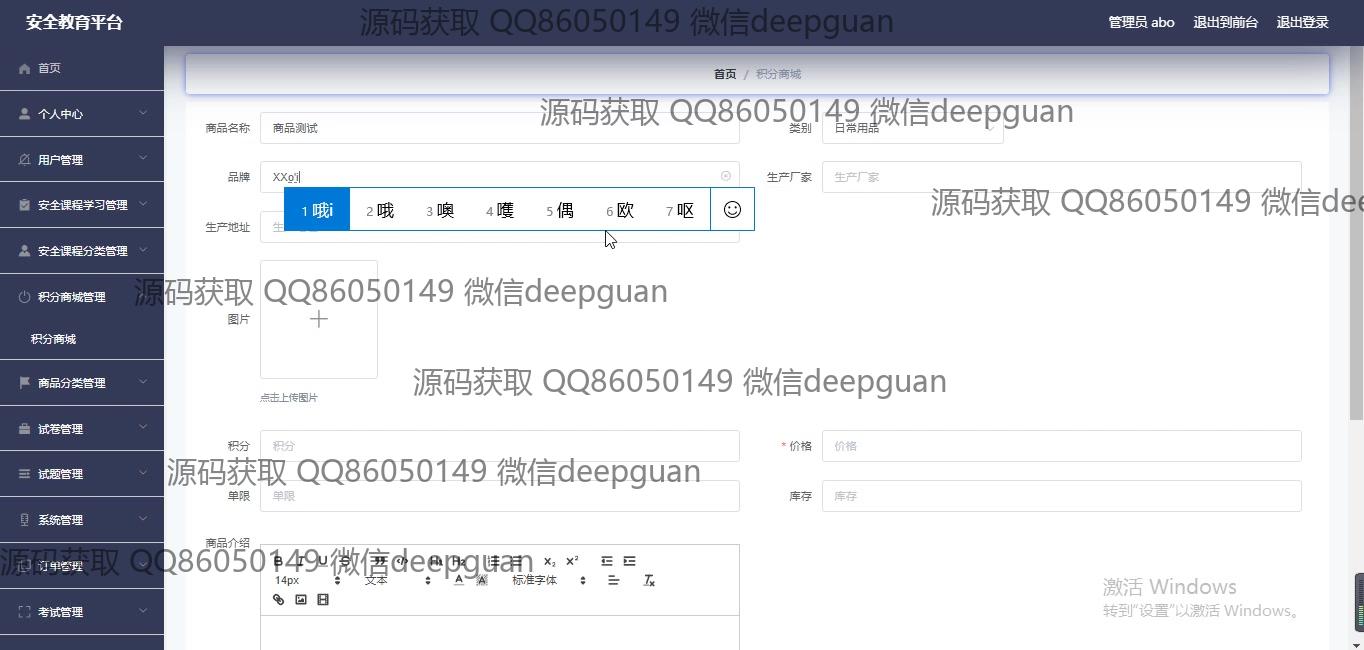 安全教育平台
源码获取 QQ86050149 微信deepguan
管理员 abo 退出到前台 退出登录
首页
首页 / 积分商城
个人中心
源码获取 QQ86050149 微信deepguan
商品名称 商品测试 类别 日常用品
用户管理
品牌 XXo'i 生产厂家 生产厂家
安全课程学习管理
源码获取 QQ86050149 微信dee
1 哦i 2 哦 3 噢 4 嚄 5 偶 6 欧 7 呕
生产地址
安全课程分类管理
积分商城管理
源码获取 QQ86050149 微信deepguan
图片
积分商城
商品分类管理
源码获取 QQ86050149 微信deepguan
点击上传图片
试卷管理
积分 积分 * 价格 价格
试题管理
源码获取 QQ86050149 微信deepguan
单限 单限 库存 库存
系统管理
商品介绍
源码获取 QQ86050149 微信deepguan
订单管理
B I U S ” </> H1 H2 x₂ x²
14px 文本 A A 标准字体 Tx
激活 Windows
转到“设置”以激活 Windows。
考试管理